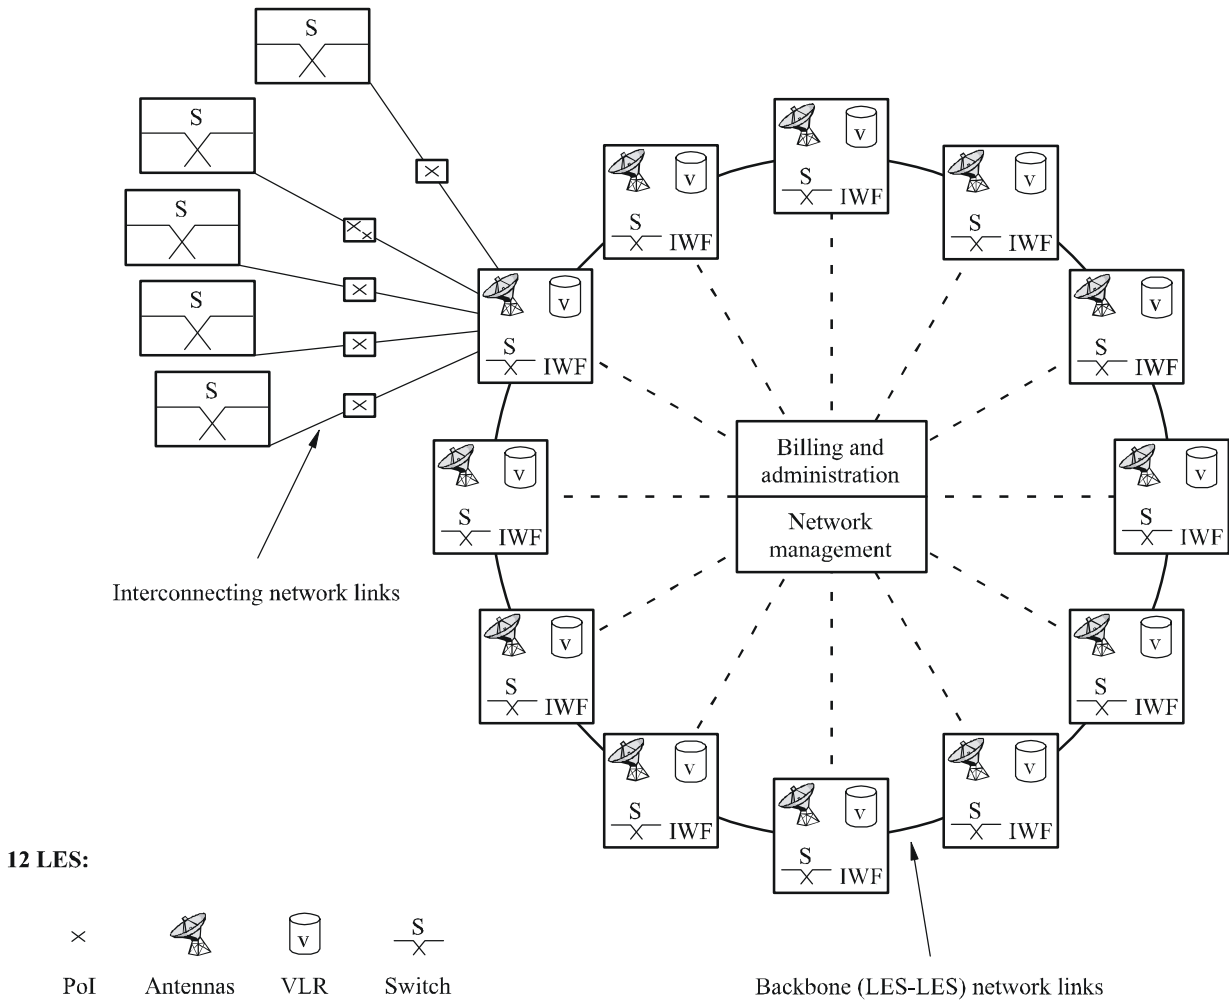 S
S
S
S
S
V
S
IWF
V
S
IWF
V
S
IWF
V
S
IWF
V
S
IWF
V
S
IWF
V
S
IWF
V
S
IWF
V
S
IWF
V
S
IWF
V
S
IWF
V
S
IWF
Billing and
administration
Network
management
Interconnecting network links
Backbone (LES-LES) network links
12 LES:
V
S
PoI
Antennas
VLR
Switch